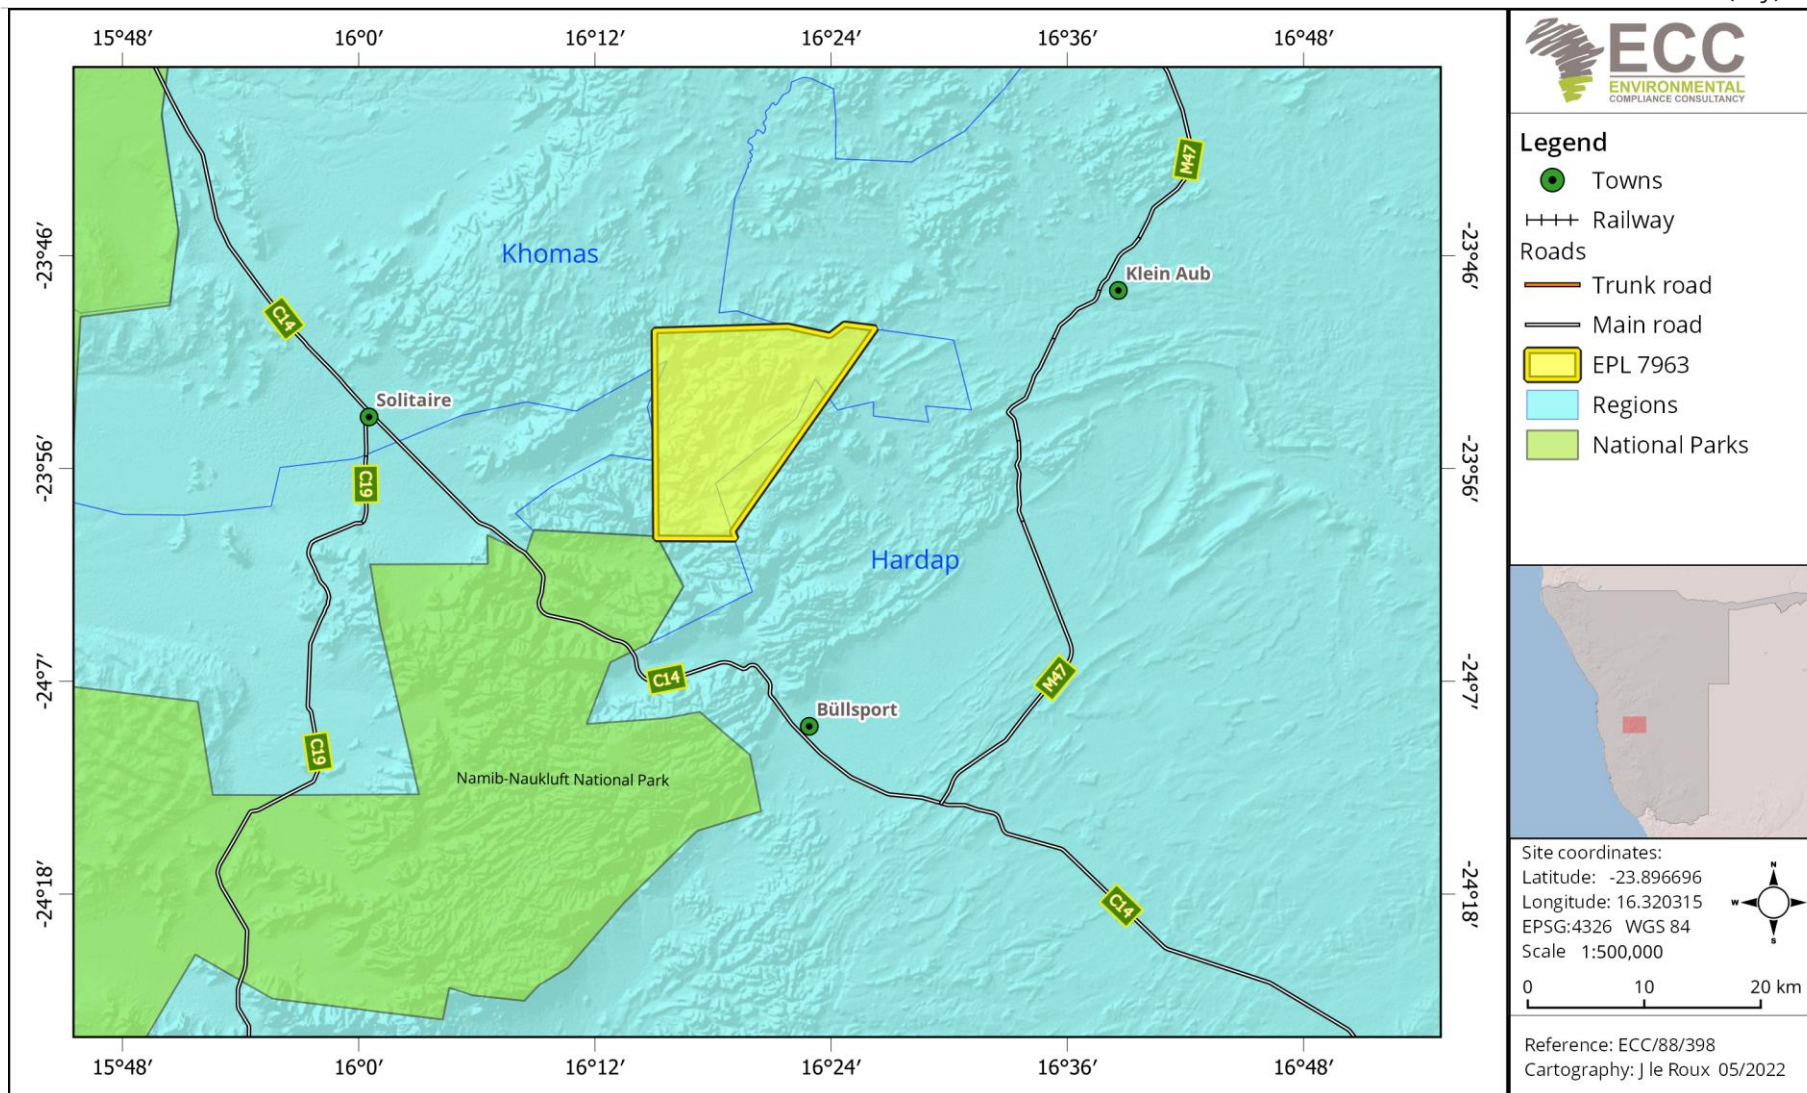 15°48′ 16°0′ 16°12′ 16°24′ 16°36′ 16°48′
-23°46′
-23°56′
-24°7′
-24°18′
-23°46′
-23°56′
-24°7′
-24°18′
15°48′ 16°0′ 16°12′ 16°24′ 16°36′ 16°48′
M47
Khomas
Klein Aub
C14
Solitaire
C19
Hardap
C14
M47
Büllsport
C19
Namib-Naukluft National Park
C14
ECC
ENVIRONMENTAL
COMPLIANCE CONSULTANCY
Legend
Towns
Railway
Roads
Trunk road
Main road
EPL 7963
Regions
National Parks
Site coordinates:
Latitude: -23.896696
Longitude: 16.320315
EPSG:4326 WGS 84
Scale 1:500,000
N
W
S
0 10 20 km
Reference: ECC/88/398
Cartography: J le Roux 05/2022